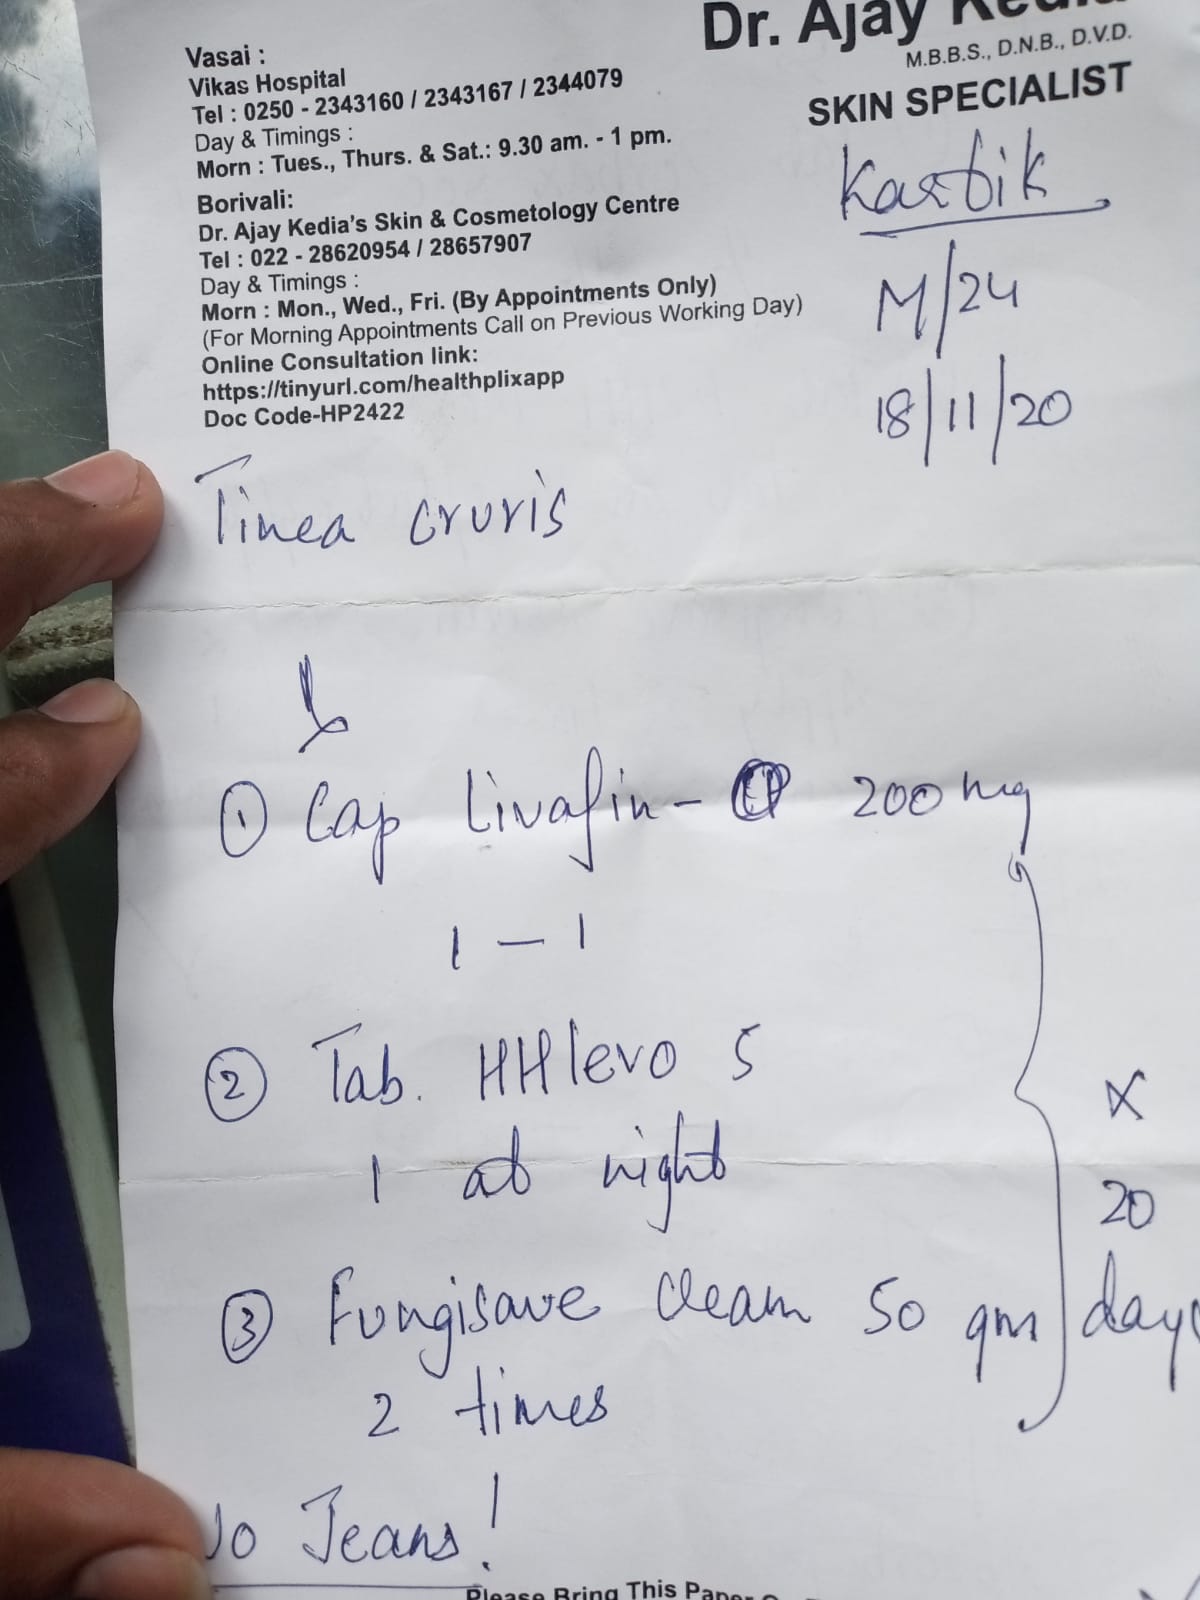 Dr. Ajay
M.B.B.S., D.N.B., D.V.D.
SKIN SPECIALIST
Vasai :
Vikas Hospital
Tel : 0250 - 2343160 / 2343167 / 2344079
Day & Timings :
Morn : Tues., Thurs. & Sat.: 9.30 am. - 1 pm.
Borivali:
Dr. Ajay Kedia's Skin & Cosmetology Centre
Tel : 022 - 28620954 / 28657907
Day & Timings :
Morn : Mon., Wed., Fri. (By Appointments Only)
(For Morning Appointments Call on Previous Working Day)
Online Consultation link:
https://tinyurl.com/healthplixapp
Doc Code-HP2422
Kartik
M/24
18/11/20
Tinea cruris
① Cap Livafin- 200 mg
1 - 1
② Tab. HHlevo 5
1 at night
③ Fungisave cream 50 gm
2 times
x
20
days
No Jeans!
Please Bring This Paper